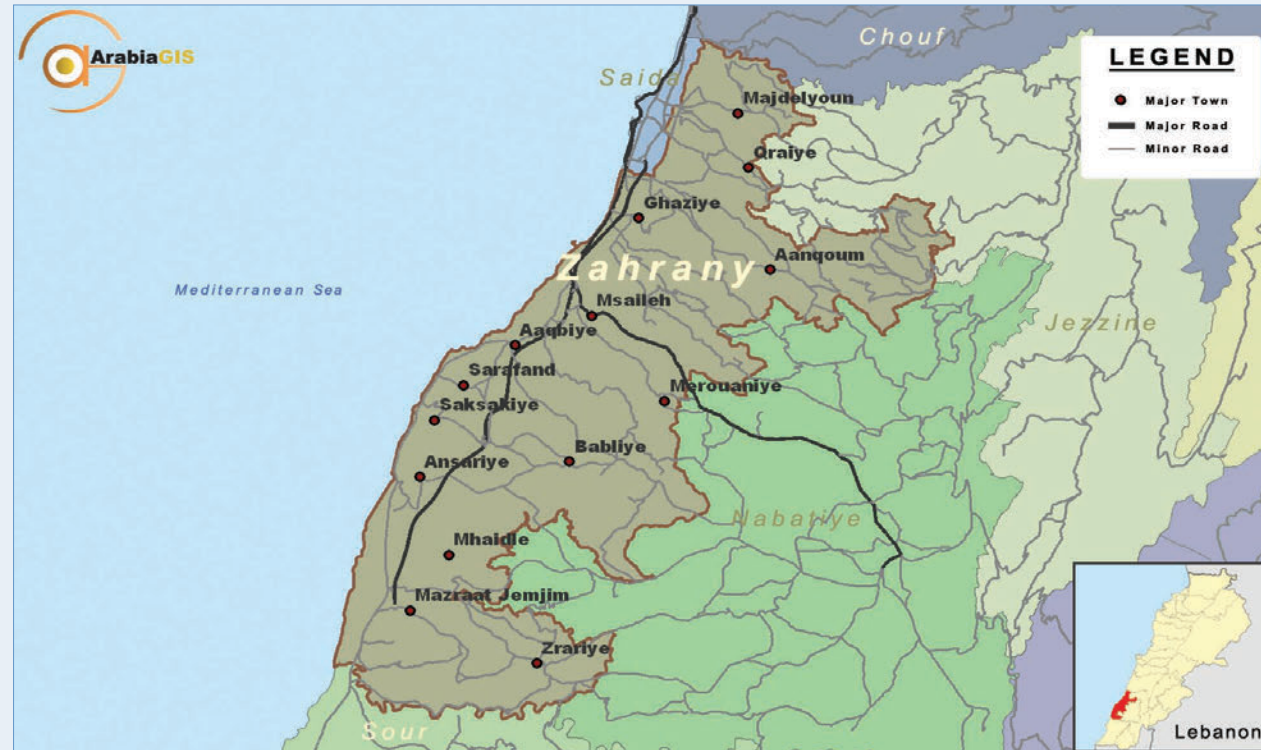 ArabiaGIS
Chouf
LEGEND
Major Town
Major Road
Minor Road
Saida
Majdelyoun
Qraiye
Ghaziye
Aanqoum
Zahrany
Mediterranean Sea
Msaileh
Jezzine
Aaqbiye
Sarafand
Merouaniye
Saksakiye
Babliye
Ansariye
Nabatiye
Mhaidle
Mazraat Jemjim
Zrariye
Sour
Lebanon